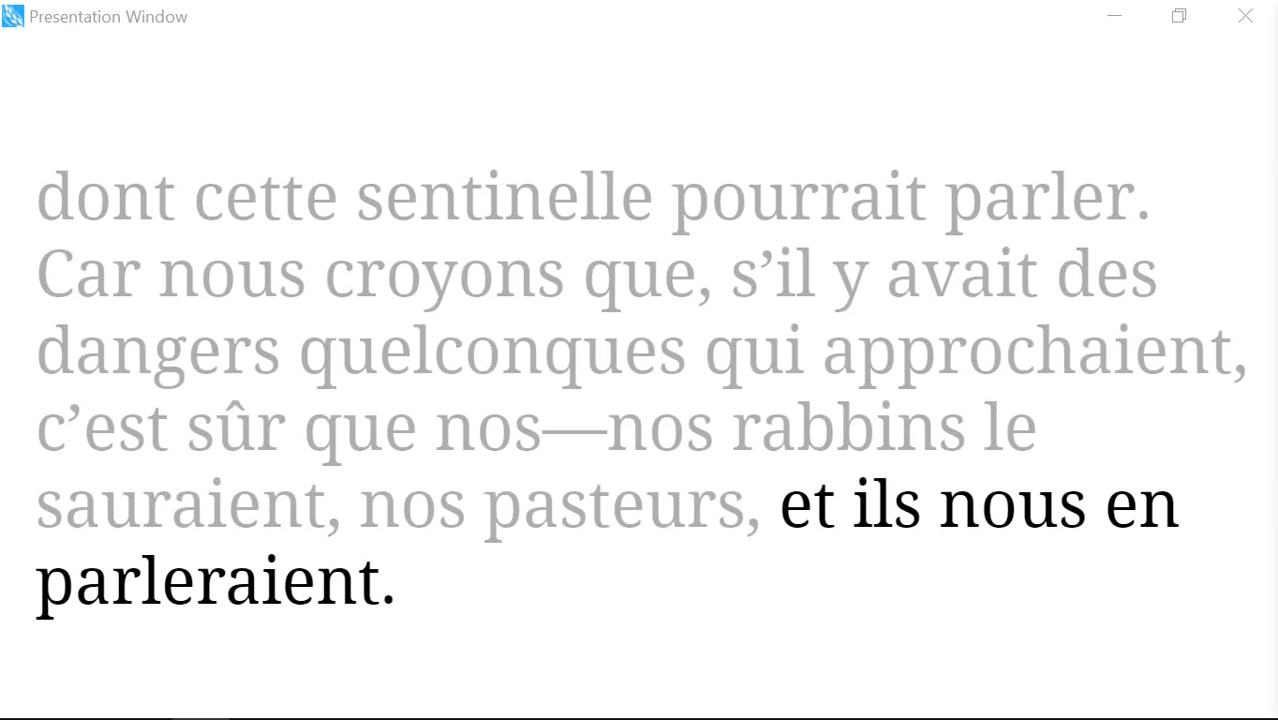 Presentation Window
dont cette sentinelle pourrait parler.
Car nous croyons que, s’il y avait des
dangers quelconques qui approchaient,
c’est sûr que nos—nos rabbins le
sauraient, nos pasteurs, et ils nous en
parleraient.